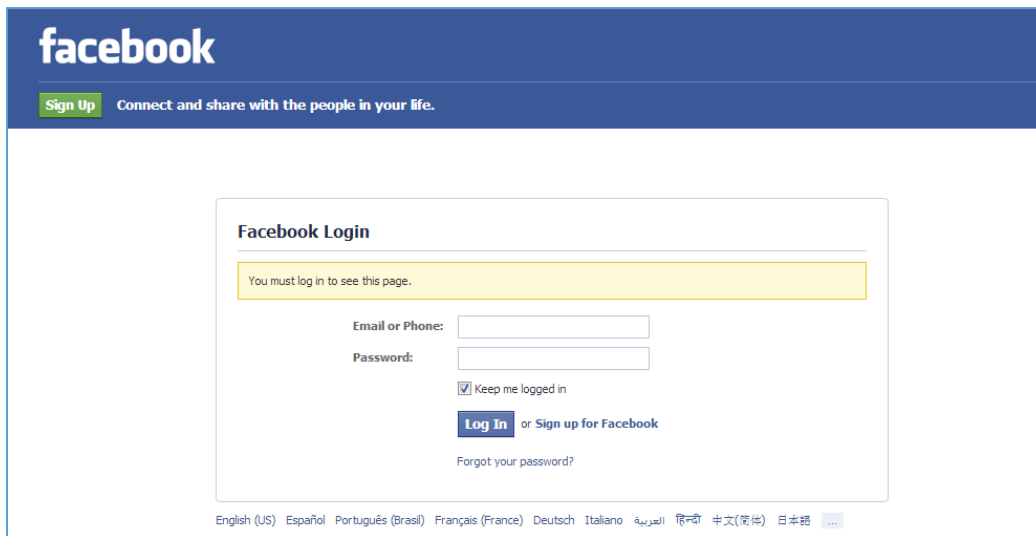 facebook
Sign Up Connect and share with the people in your life.
Facebook Login
You must log in to see this page.
Email or Phone:
Password:
Keep me logged in
Log In or Sign up for Facebook
Forgot your password?
English (US) Español Português (Brasil) Français (France) Deutsch Italiano العربية हिन्दी 中文(简体) 日本語 ...